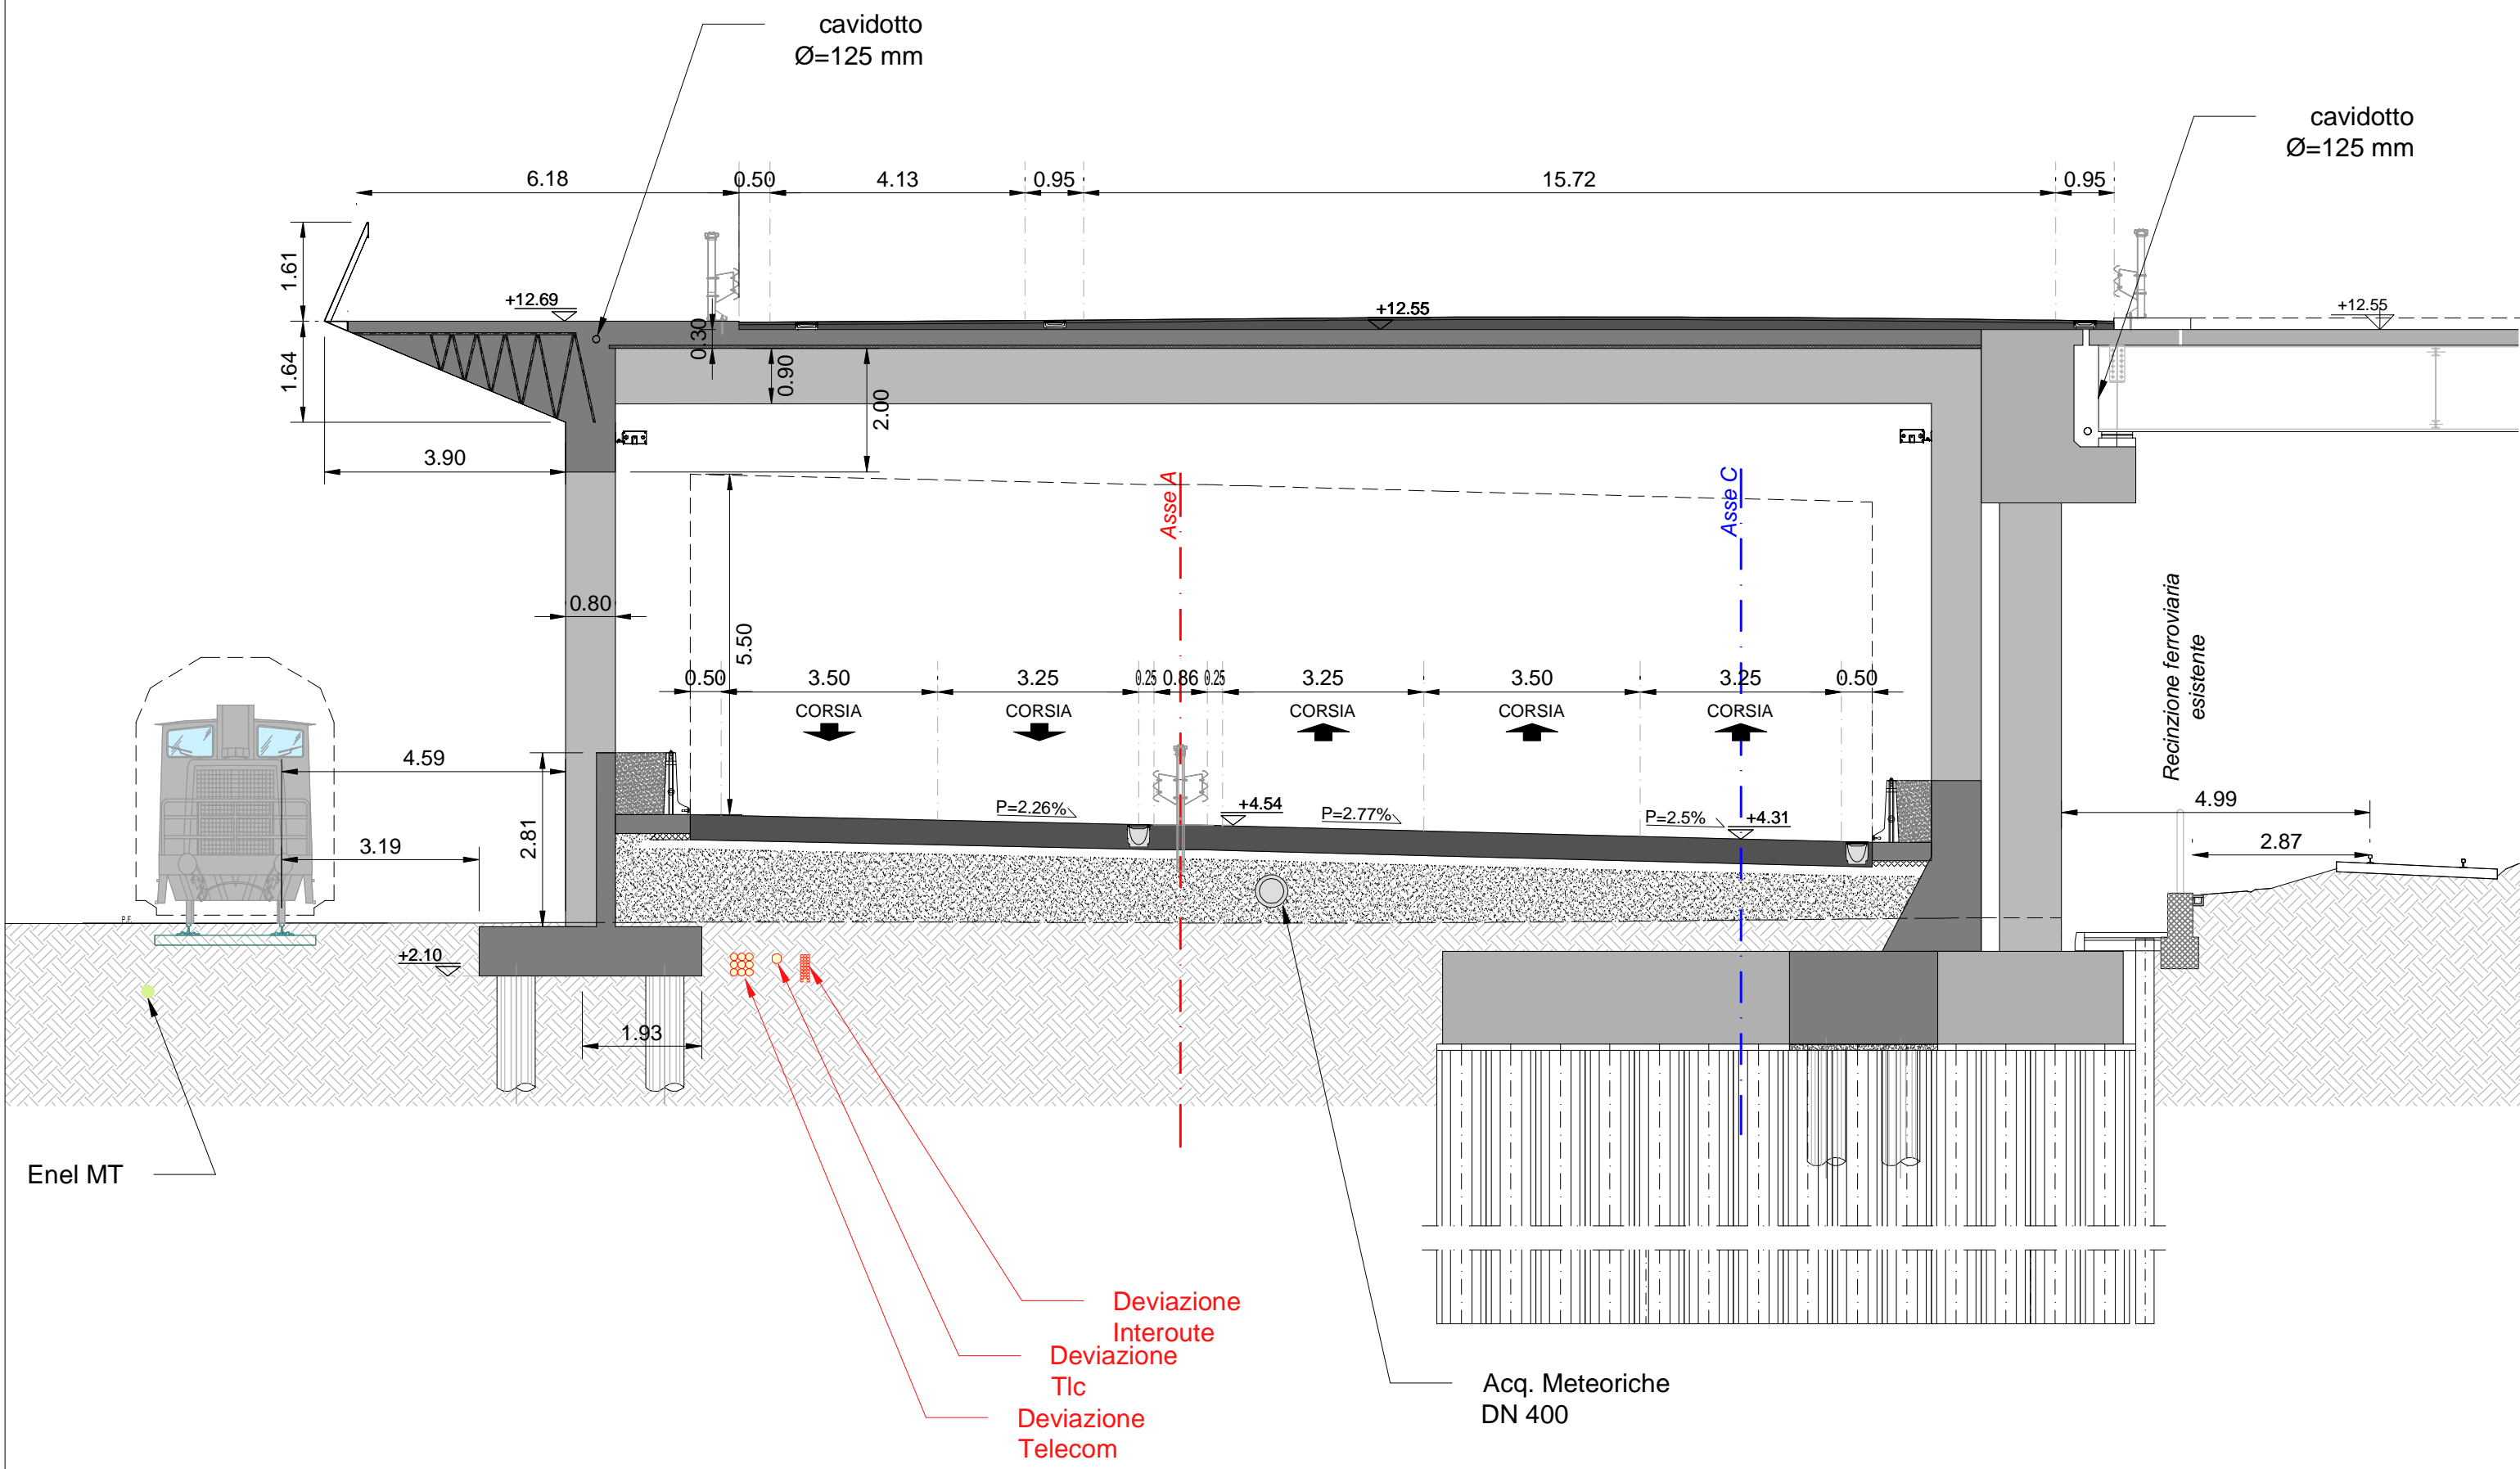 cavidotto
Ø=125 mm
cavidotto
Ø=125 mm
6.18
0.50
4.13
0.95
15.72
0.95
1.61
+12.69
+12.55
+12.55
0.30
1.64
0.90
2.00
3.90
Asse A
Asse C
0.80
5.50
Recinzione ferroviaria
esistente
0.50
3.50
3.25
0.25
0.86
0.25
3.25
3.50
3.25
0.50
CORSIA
CORSIA
CORSIA
CORSIA
CORSIA
4.59
2.81
P=2.26%
+4.54
P=2.77%
P=2.5%
+4.31
4.99
3.19
2.87
P.F.
+2.10
1.93
Enel MT
Deviazione
Interoute
Deviazione
Tlc
Deviazione
Telecom
Acq. Meteoriche
DN 400